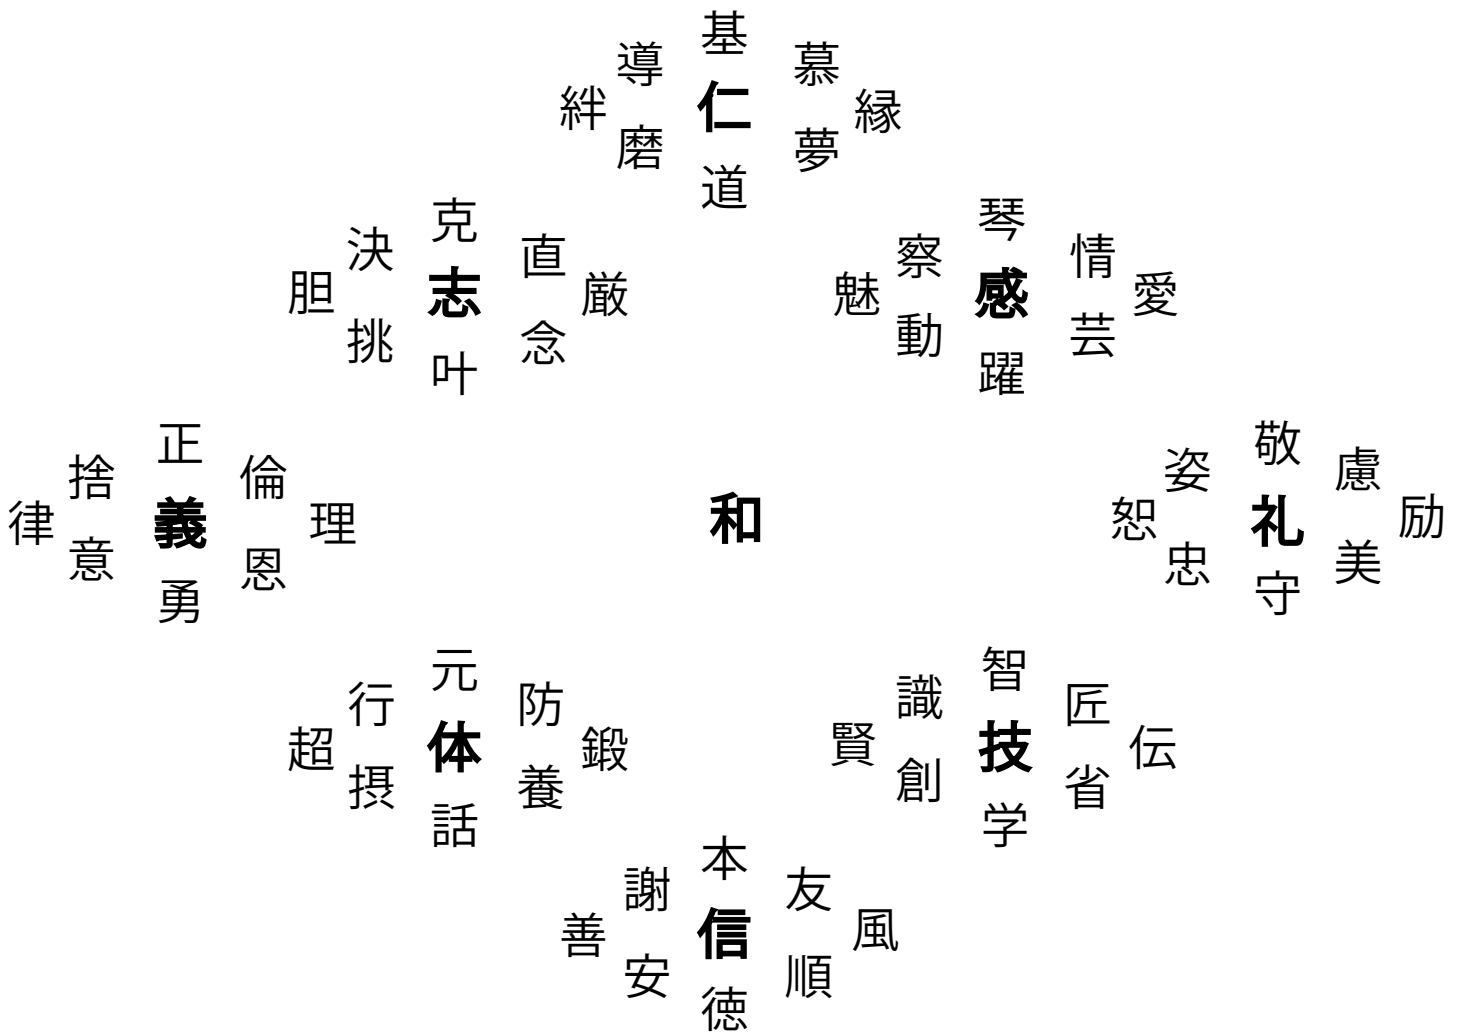 基
導 慕
絆 仁 縁
磨 夢
道
克
決 直
胆 志 厳
挑 念
叶
琴
察 情
魅 感 愛
動 芸
躍
正
捨 倫
律 義 理
意 恩
勇
和
敬
姿 慮
恕 礼 励
忠 美
守
元
行 防
超 体 鍛
摂 養
話
智
識 匠
賢 技 伝
創 省
学
本
謝 友
善 信 風
安 順
徳